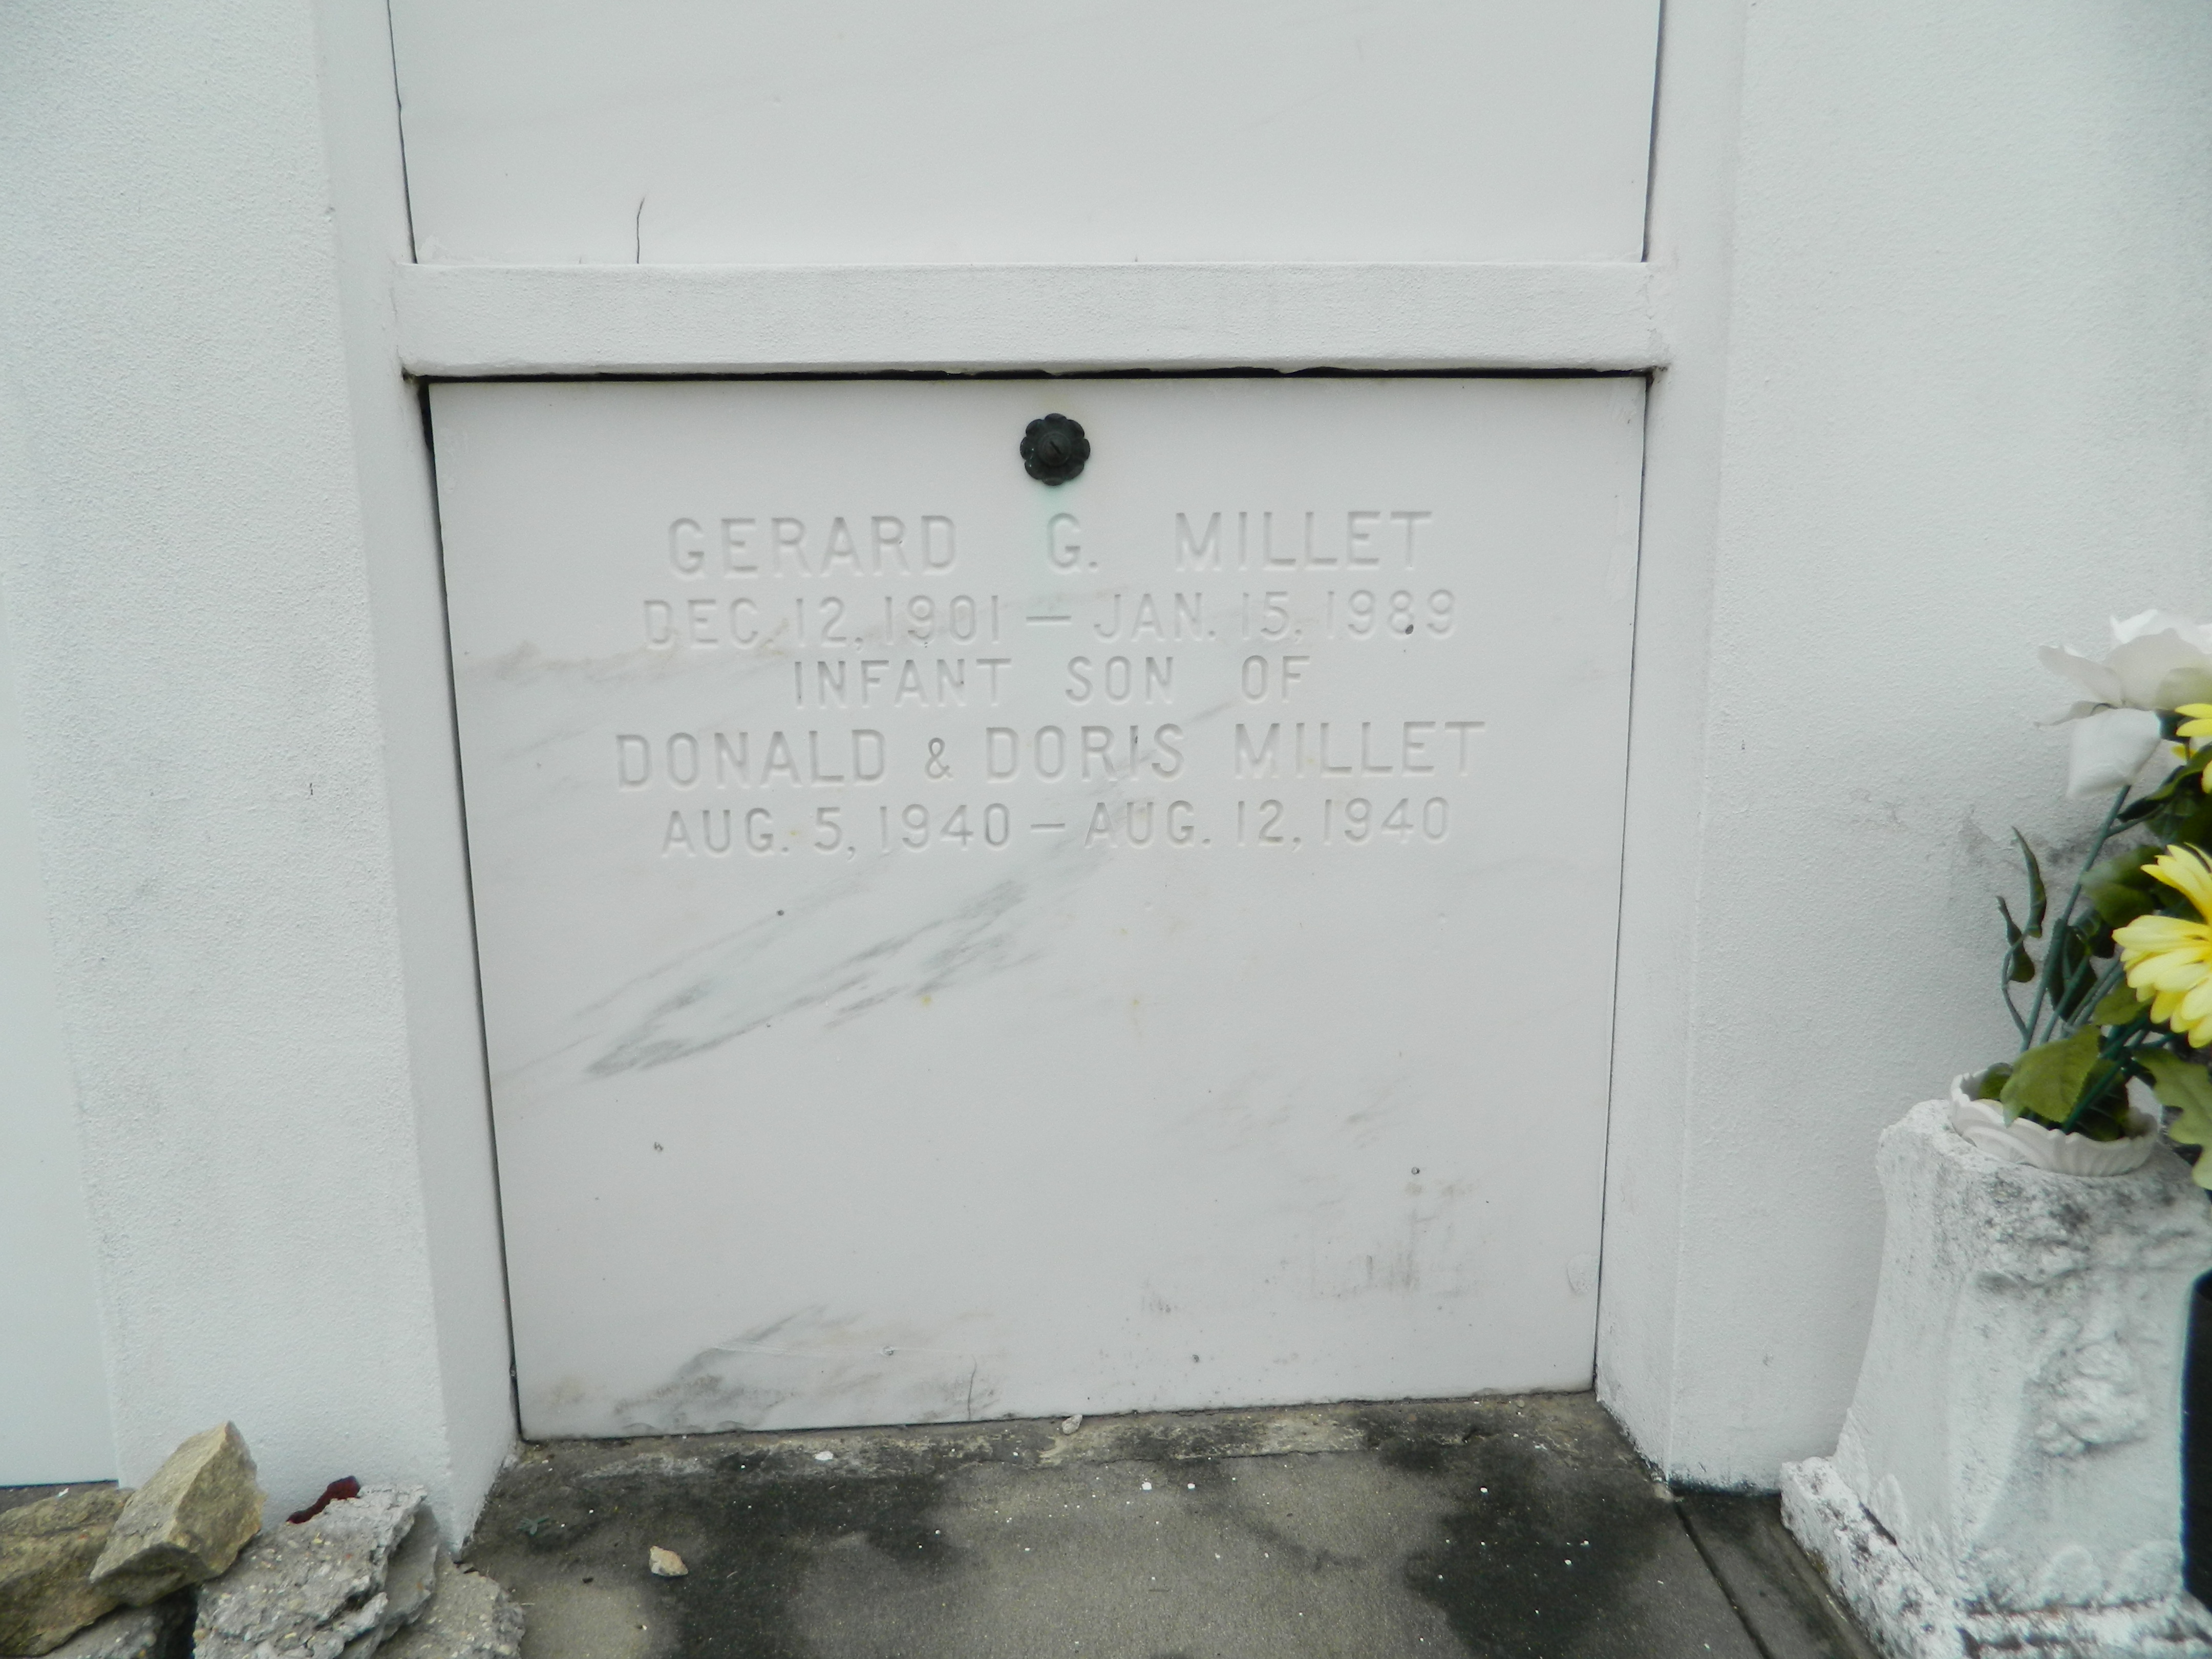 GERARD G. MILLET
DEC. 12, 1901 — JAN. 15, 1989
INFANT SON OF
DONALD & DORIS MILLET
AUG. 5, 1940 — AUG. 12, 1940